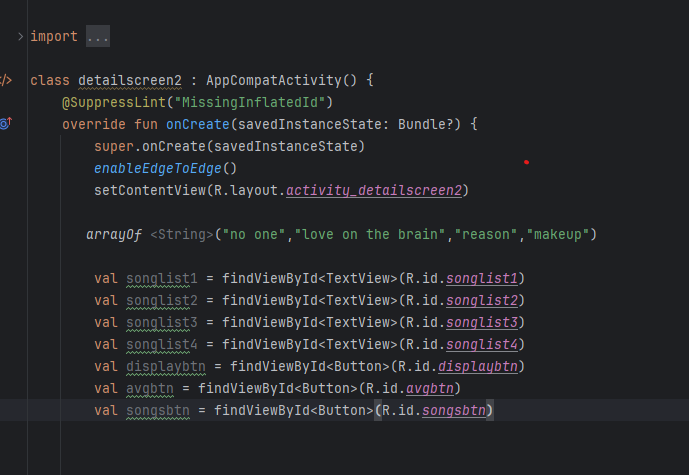 import ...
class detailscreen2 : AppCompatActivity() {
@SuppressLint("MissingInflatedId")
override fun onCreate(savedInstanceState: Bundle?) {
super.onCreate(savedInstanceState)
enableEdgeToEdge()
setContentView(R.layout.activity_detailscreen2)
arrayOf <String>("no one","love on the brain","reason","makeup")
val songlist1 = findViewById<TextView>(R.id.songlist1)
val songlist2 = findViewById<TextView>(R.id.songlist2)
val songlist3 = findViewById<TextView>(R.id.songlist3)
val songlist4 = findViewById<TextView>(R.id.songlist4)
val displaybtn = findViewById<Button>(R.id.displaybtn)
val avgbtn = findViewById<Button>(R.id.avgbtn)
val songsbtn = findViewById<Button>(R.id.songsbtn)